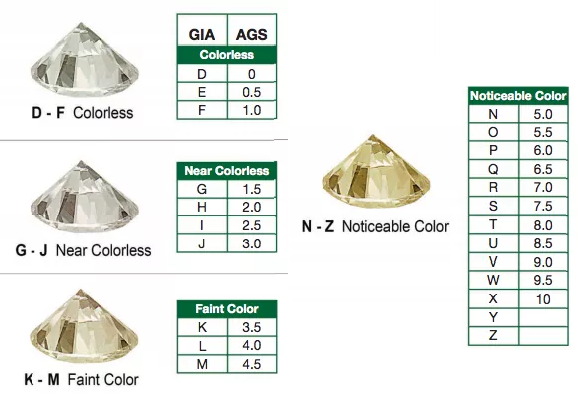 GIA AGS
Colorless
D 0
E 0.5
F 1.0
D - F Colorless
Near Colorless
G 1.5
H 2.0
I 2.5
J 3.0
G - J Near Colorless
Faint Color
K 3.5
L 4.0
M 4.5
K - M Faint Color
N - Z Noticeable Color
Noticeable Color
N 5.0
O 5.5
P 6.0
Q 6.5
R 7.0
S 7.5
T 8.0
U 8.5
V 9.0
W 9.5
X 10
Y
Z